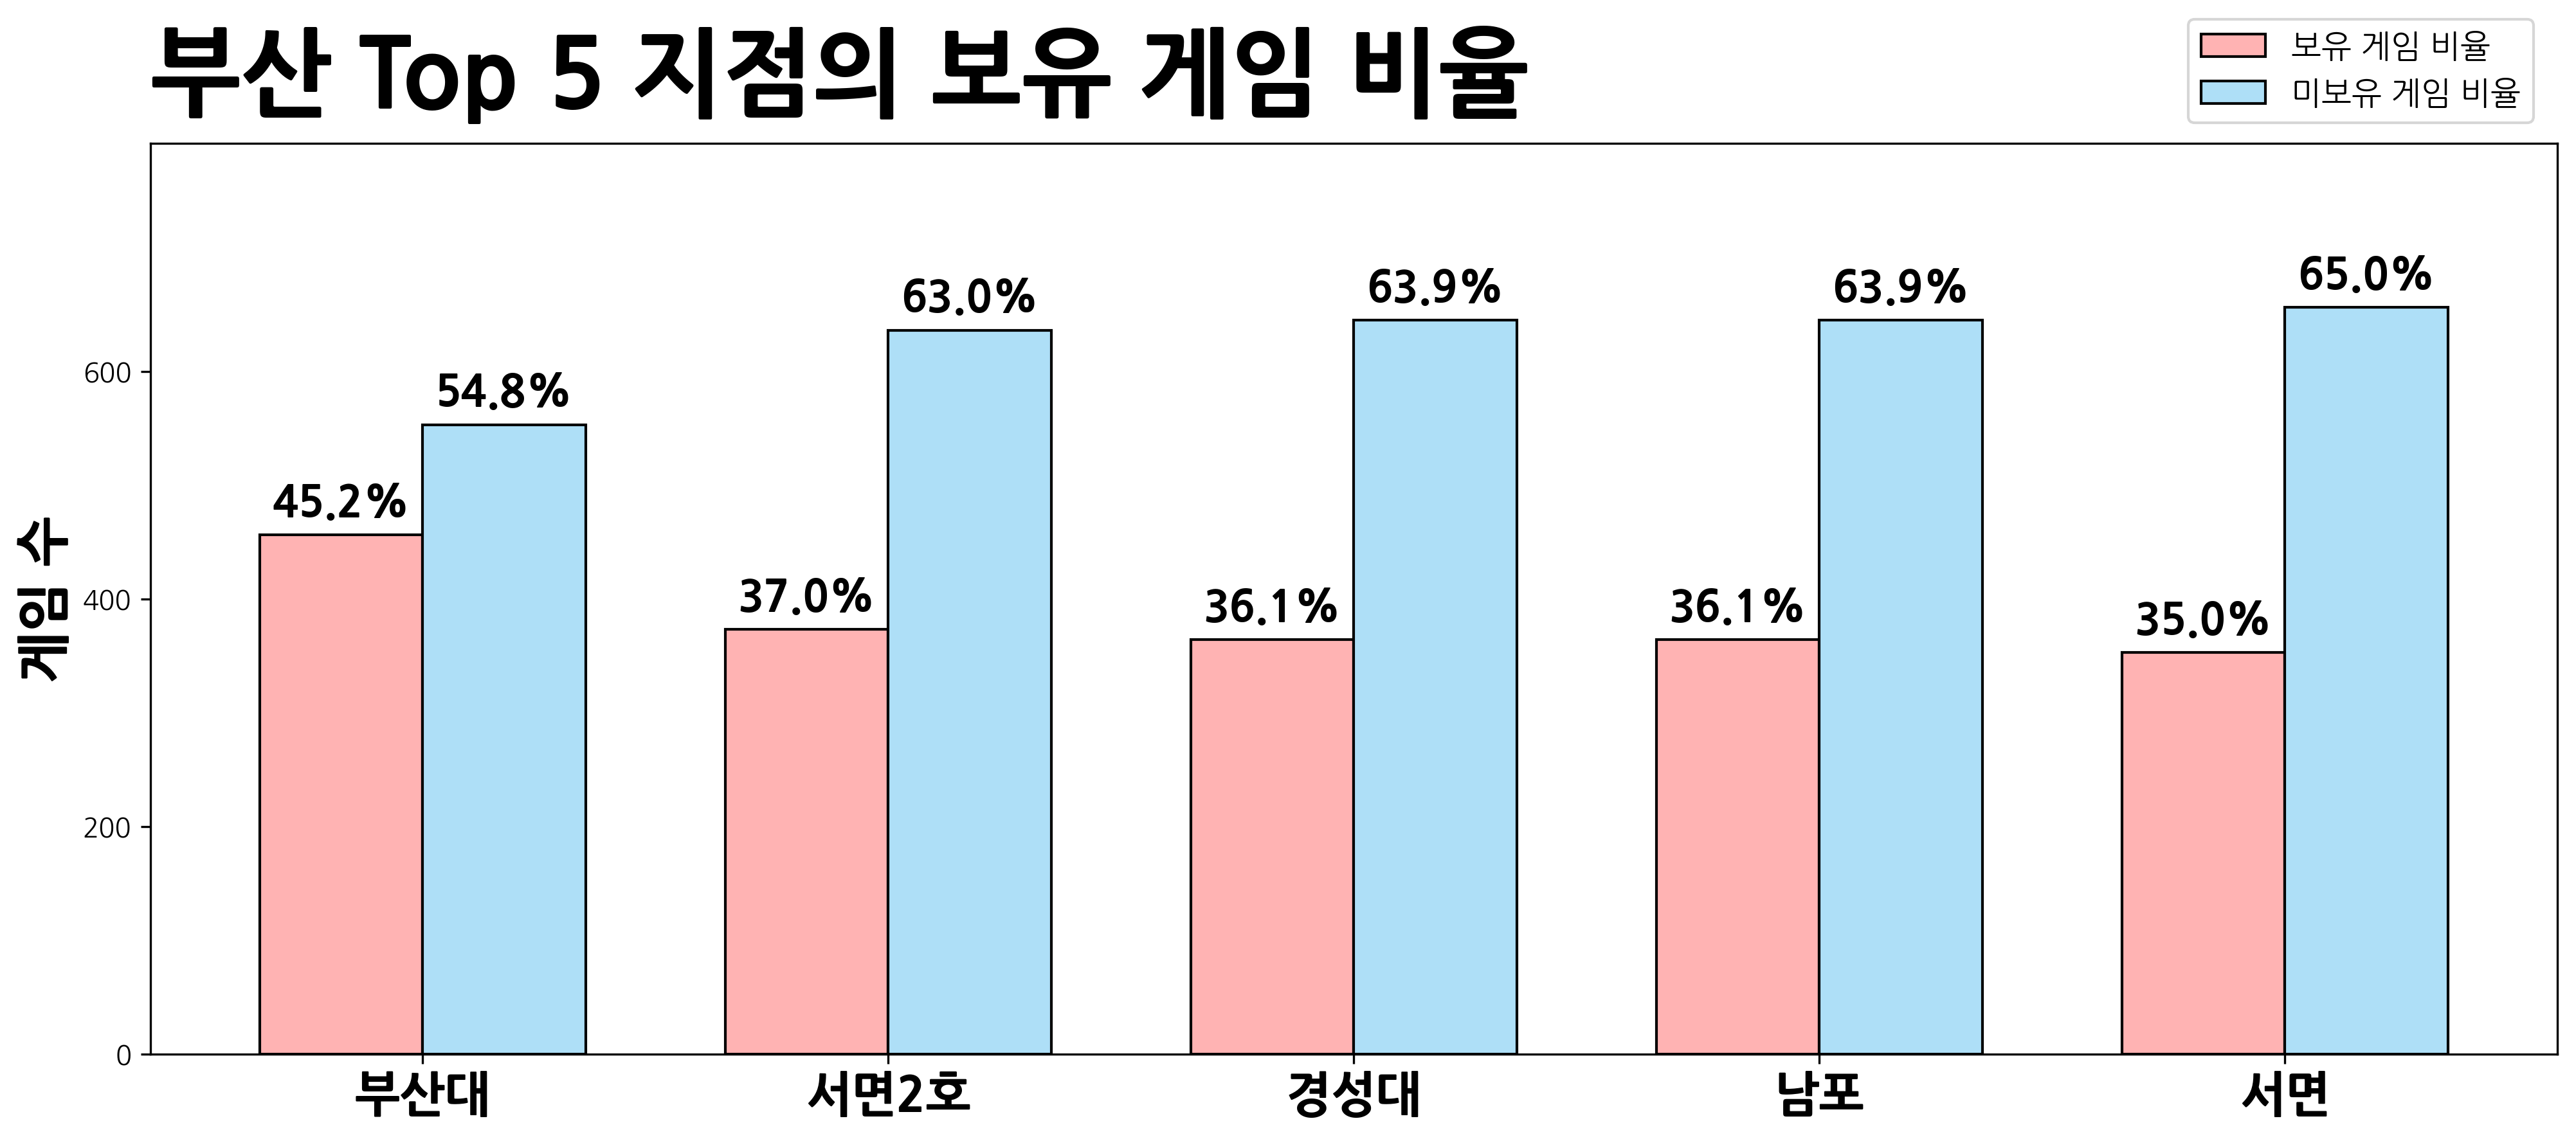 부산 Top 5 지점의 보유 게임 비율
보유 게임 비율
미보유 게임 비율
게임 수
600
400
200
0
45.2%
54.8%
37.0%
63.0%
36.1%
63.9%
36.1%
63.9%
35.0%
65.0%
부산대
서면2호
경성대
남포
서면